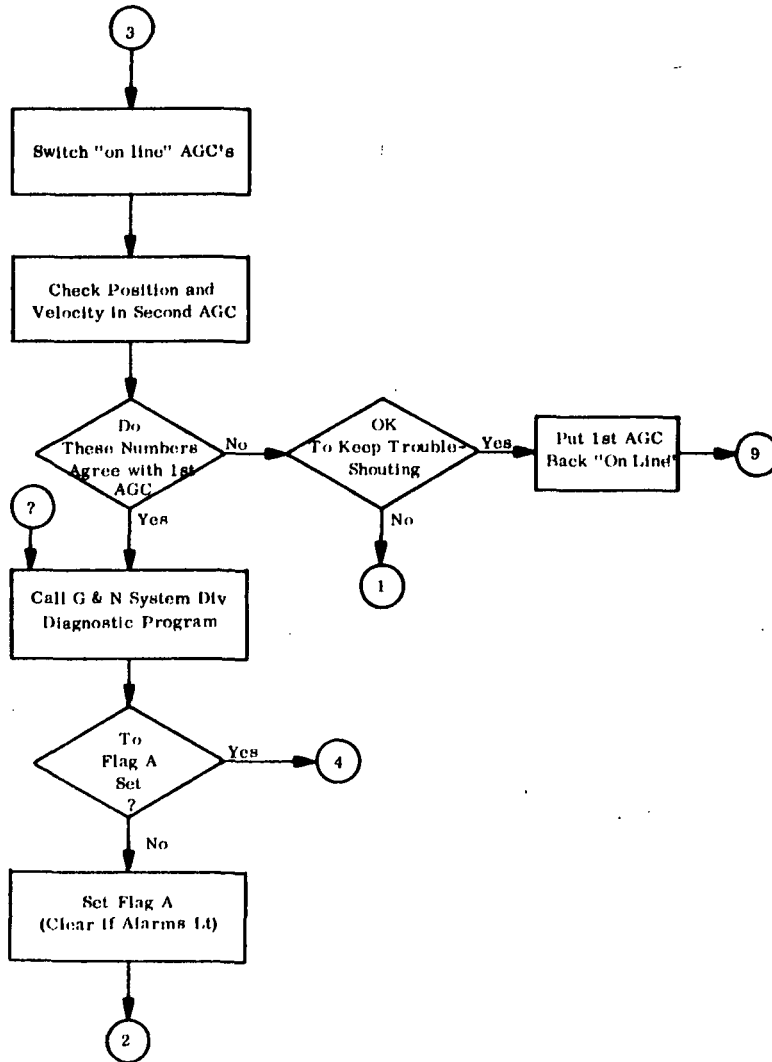 3
Switch "on line" AGC's
Check Position and
Velocity in Second AGC
Do
These Numbers
Agree with 1st
AGC
No
OK
To Keep Trouble-
Shouting
Yes
Put 1st AGC
Back "On Line"
9
?
Yes
No
1
Call G & N System Div
Diagnostic Program
To
Flag A
Set
?
Yes
4
No
Set Flag A
(Clear if Alarms Lt)
2